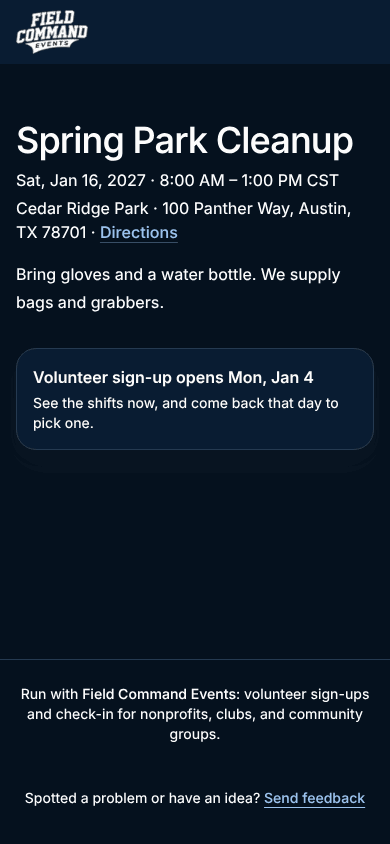 FIELD
COMMAND
EVENTS
Spring Park Cleanup
Sat, Jan 16, 2027 · 8:00 AM – 1:00 PM CST
Cedar Ridge Park · 100 Panther Way, Austin,
TX 78701 · Directions
Bring gloves and a water bottle. We supply
bags and grabbers.
Volunteer sign-up opens Mon, Jan 4
See the shifts now, and come back that day to
pick one.
Run with Field Command Events: volunteer sign-ups
and check-in for nonprofits, clubs, and community
groups.
Spotted a problem or have an idea? Send feedback